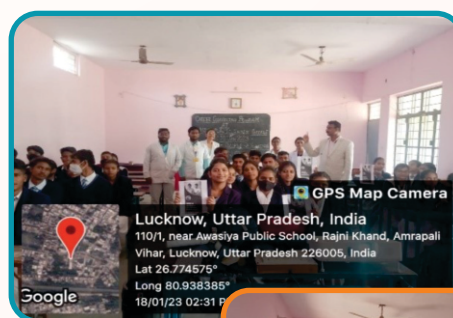 GPS Map Camera
Lucknow, Uttar Pradesh, India
110/1, near Awasiya Public School, Rajni Khand, Amrapali
Vihar, Lucknow, Uttar Pradesh 226005, India
Lat 26.774575°
Long 80.938385°
18/01/23 02:31
Google